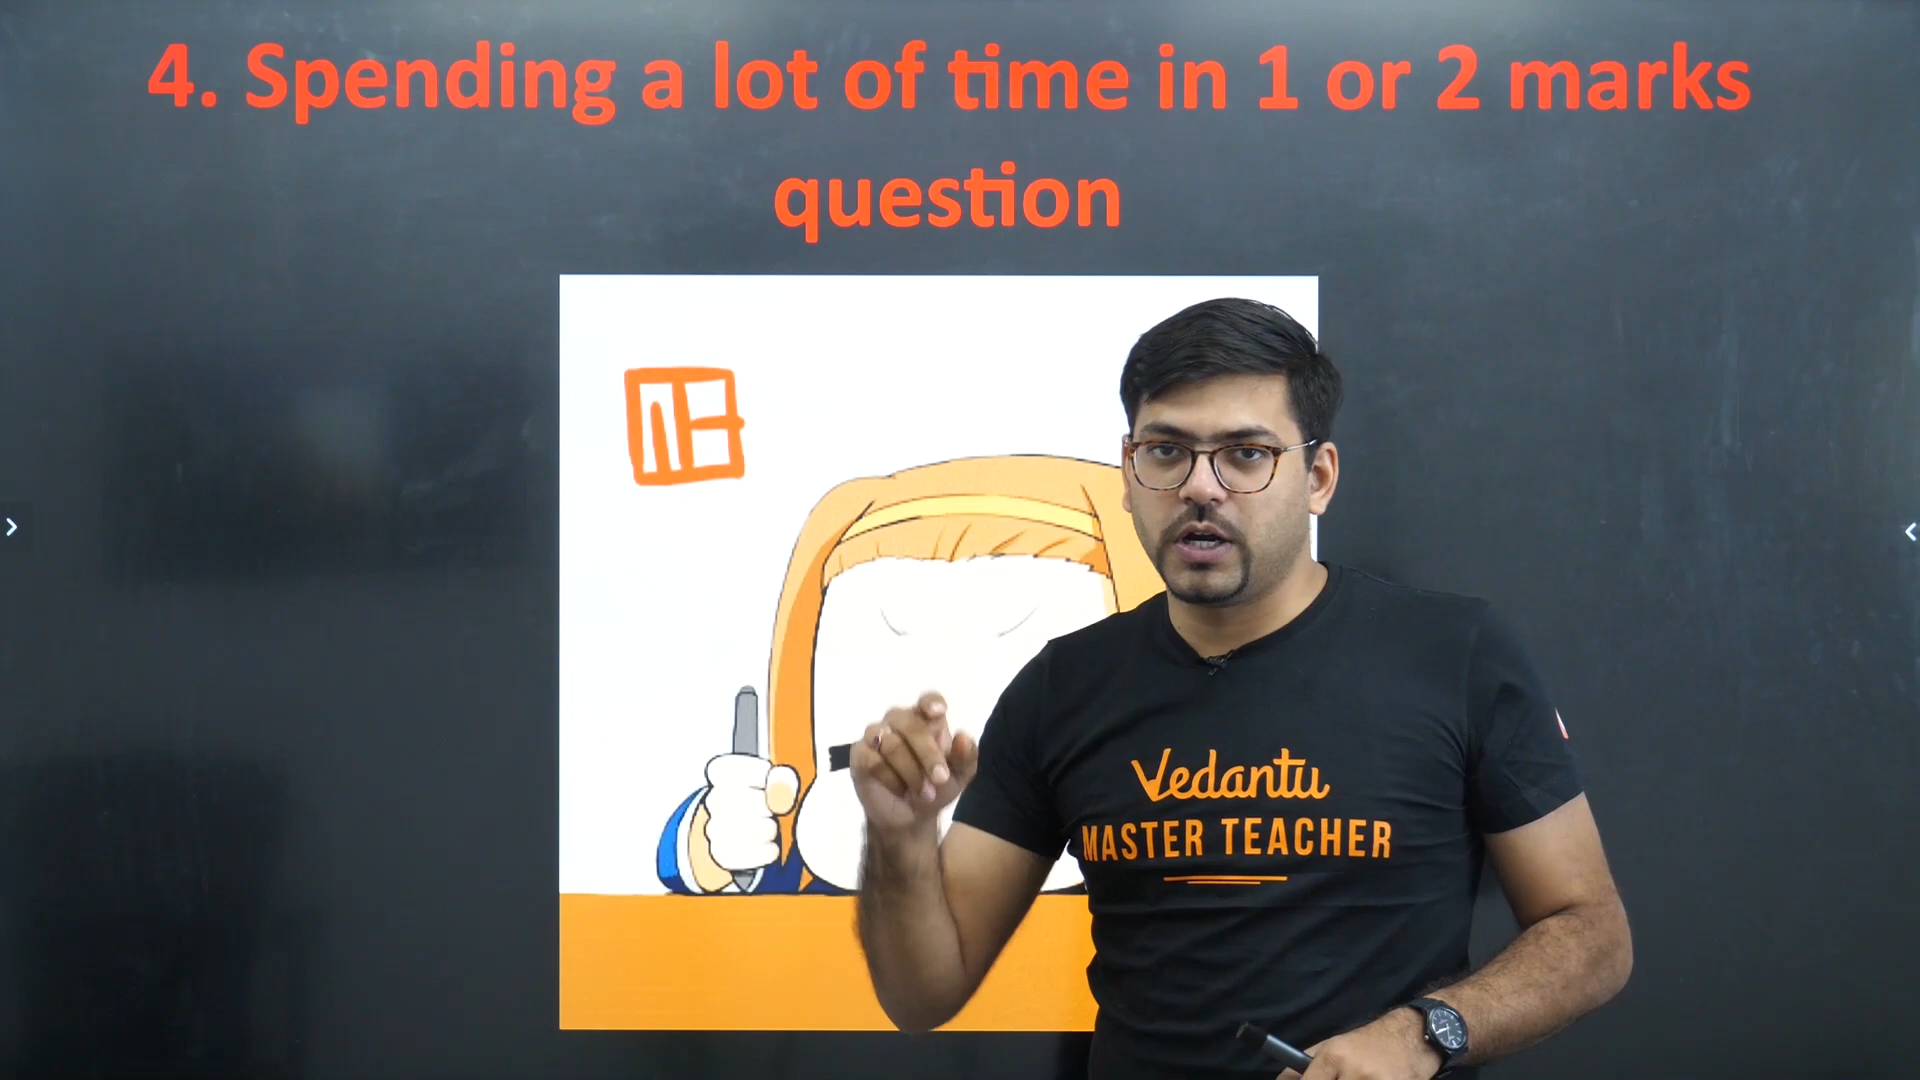 4. Spending a lot of time in 1 or 2 marks
question
Vedantu
MASTER TEACHER